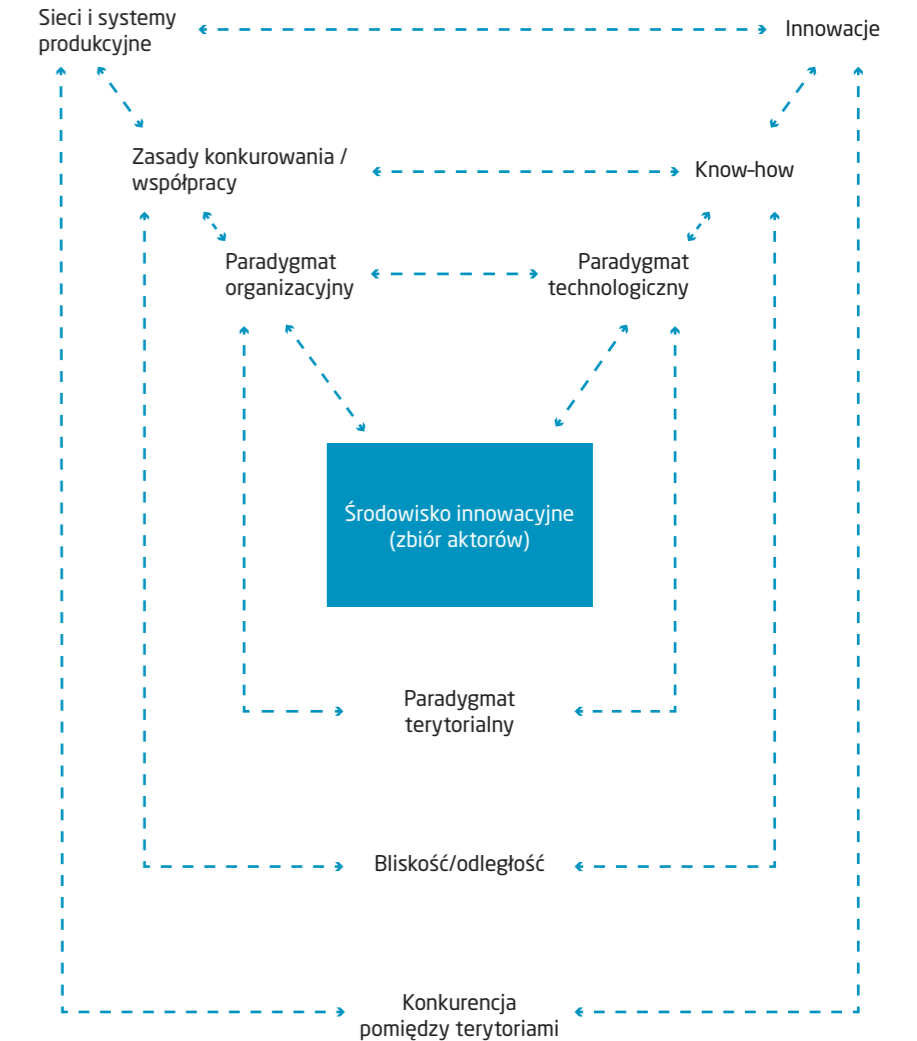 Sieci i systemy
produkcyjne
Innowacje
Zasady konkurowania /
współpracy
Know-how
Paradygmat
organizacyjny
Paradygmat
technologiczny
Środowisko innowacyjne
(zbiór aktorów)
Paradygmat
terytorialny
Bliskość/odległość
Konkurencja
pomiędzy terytoriami